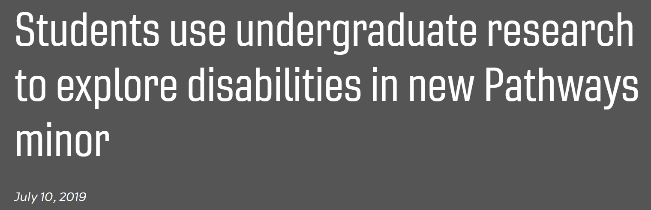 Students use undergraduate research
to explore disabilities in new Pathways
minor
July 10, 2019